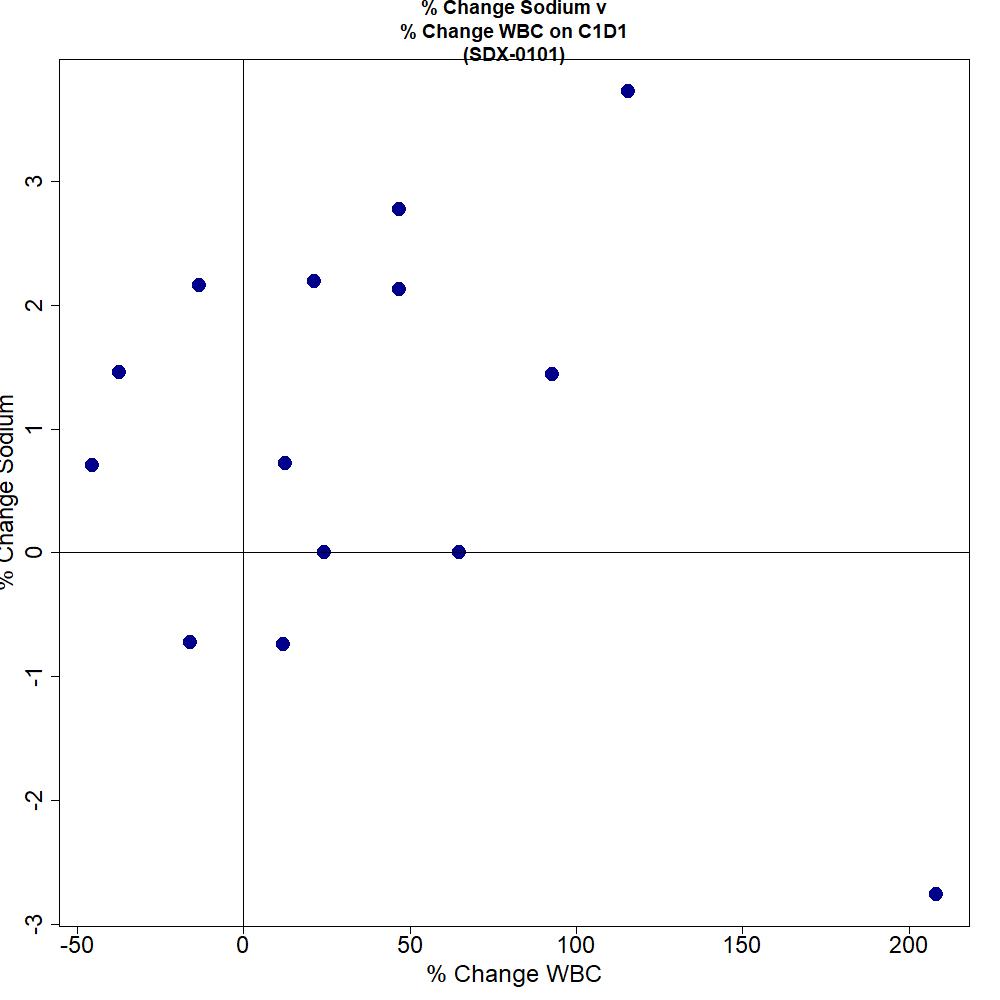 % Change Sodium v
% Change WBC on C1D1
(SDX-0101)
3
2
1
0
-1
-2
-3
% Change Sodium
-50 0 50 100 150 200
% Change WBC